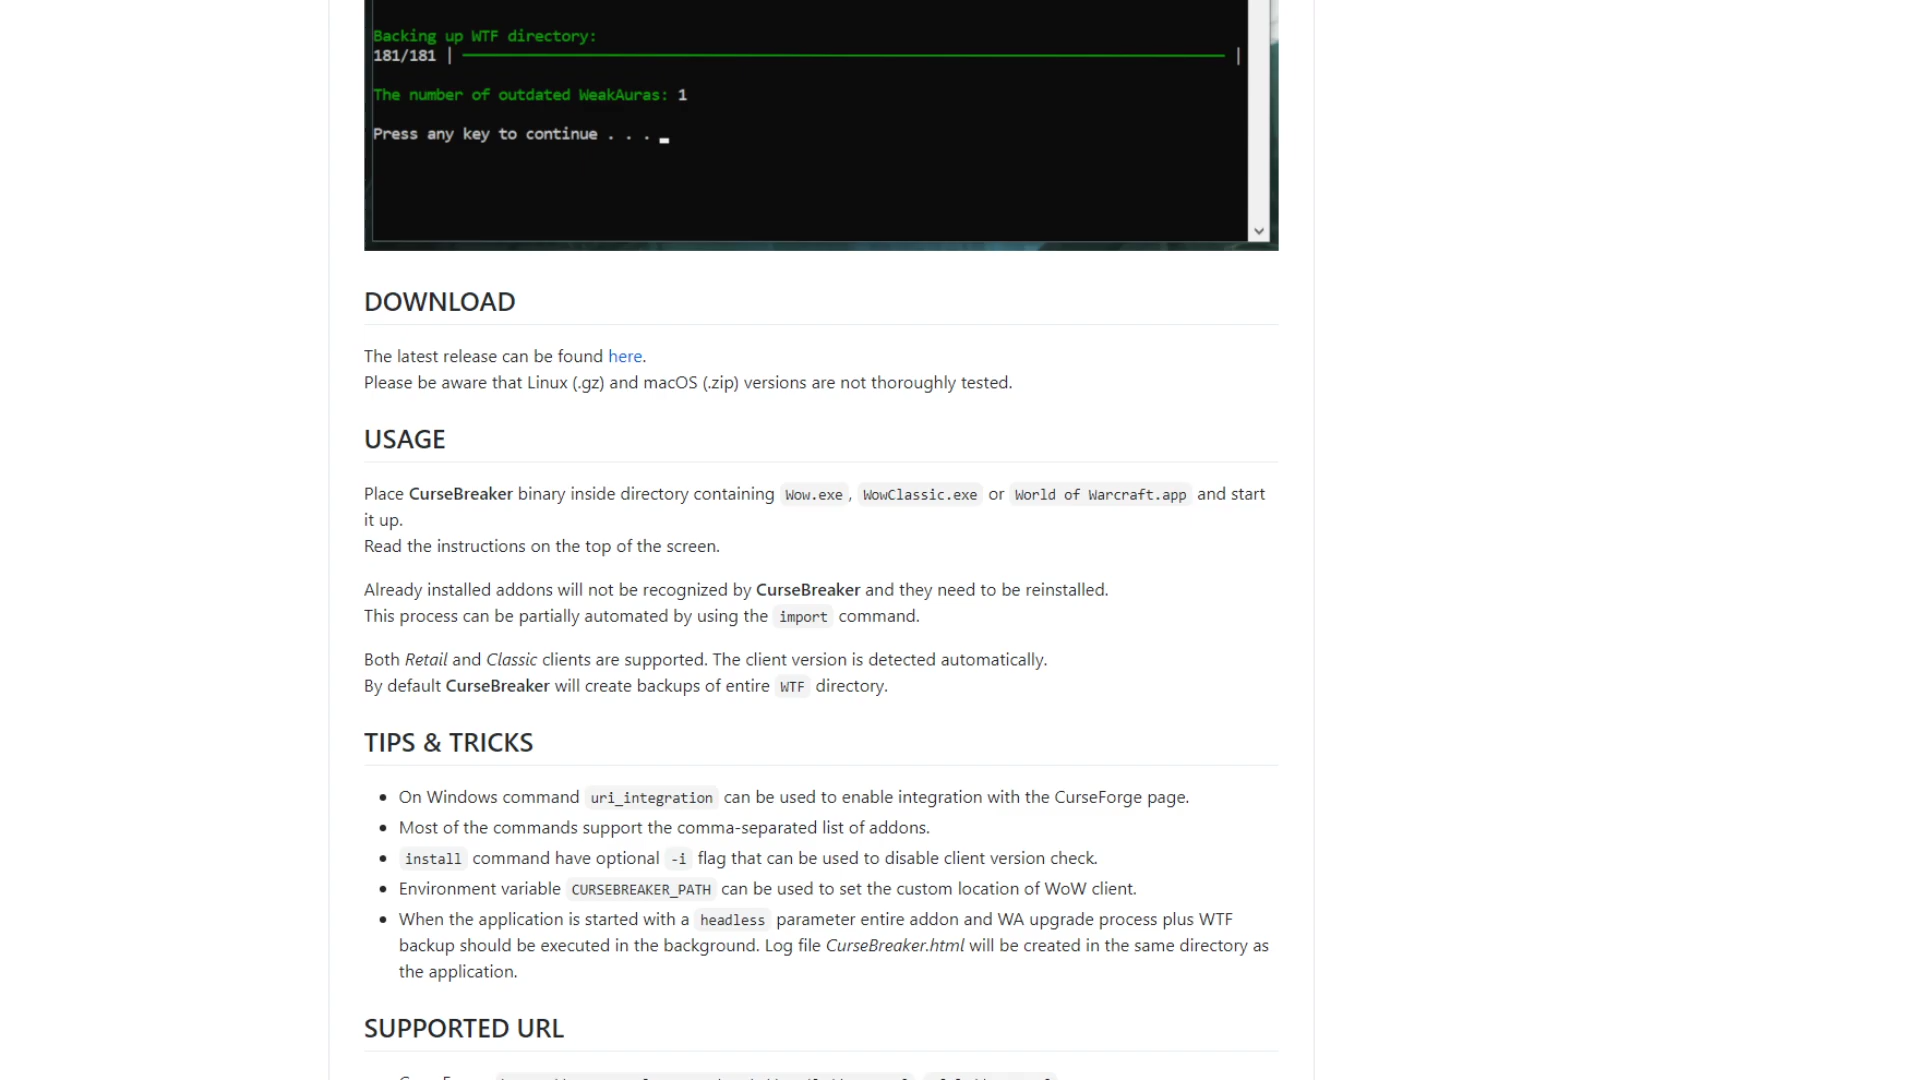 Backing up WTF directory:
181/181 | |
The number of outdated WeakAuras: 1
Press any key to continue . . .
DOWNLOAD
The latest release can be found here.
Please be aware that Linux (.gz) and macOS (.zip) versions are not thoroughly tested.
USAGE
Place CurseBreaker binary inside directory containing Wow.exe, WowClassic.exe or World of Warcraft.app and start
it up.
Read the instructions on the top of the screen.
Already installed addons will not be recognized by CurseBreaker and they need to be reinstalled.
This process can be partially automated by using the import command.
Both Retail and Classic clients are supported. The client version is detected automatically.
By default CurseBreaker will create backups of entire WTF directory.
TIPS & TRICKS
• On Windows command uri_integration can be used to enable integration with the CurseForge page.
• Most of the commands support the comma-separated list of addons.
• install command have optional -i flag that can be used to disable client version check.
• Environment variable CURSEBREAKER_PATH can be used to set the custom location of WoW client.
• When the application is started with a headless parameter entire addon and WA upgrade process plus WTF
backup should be executed in the background. Log file CurseBreaker.html will be created in the same directory as
the application.
SUPPORTED URL